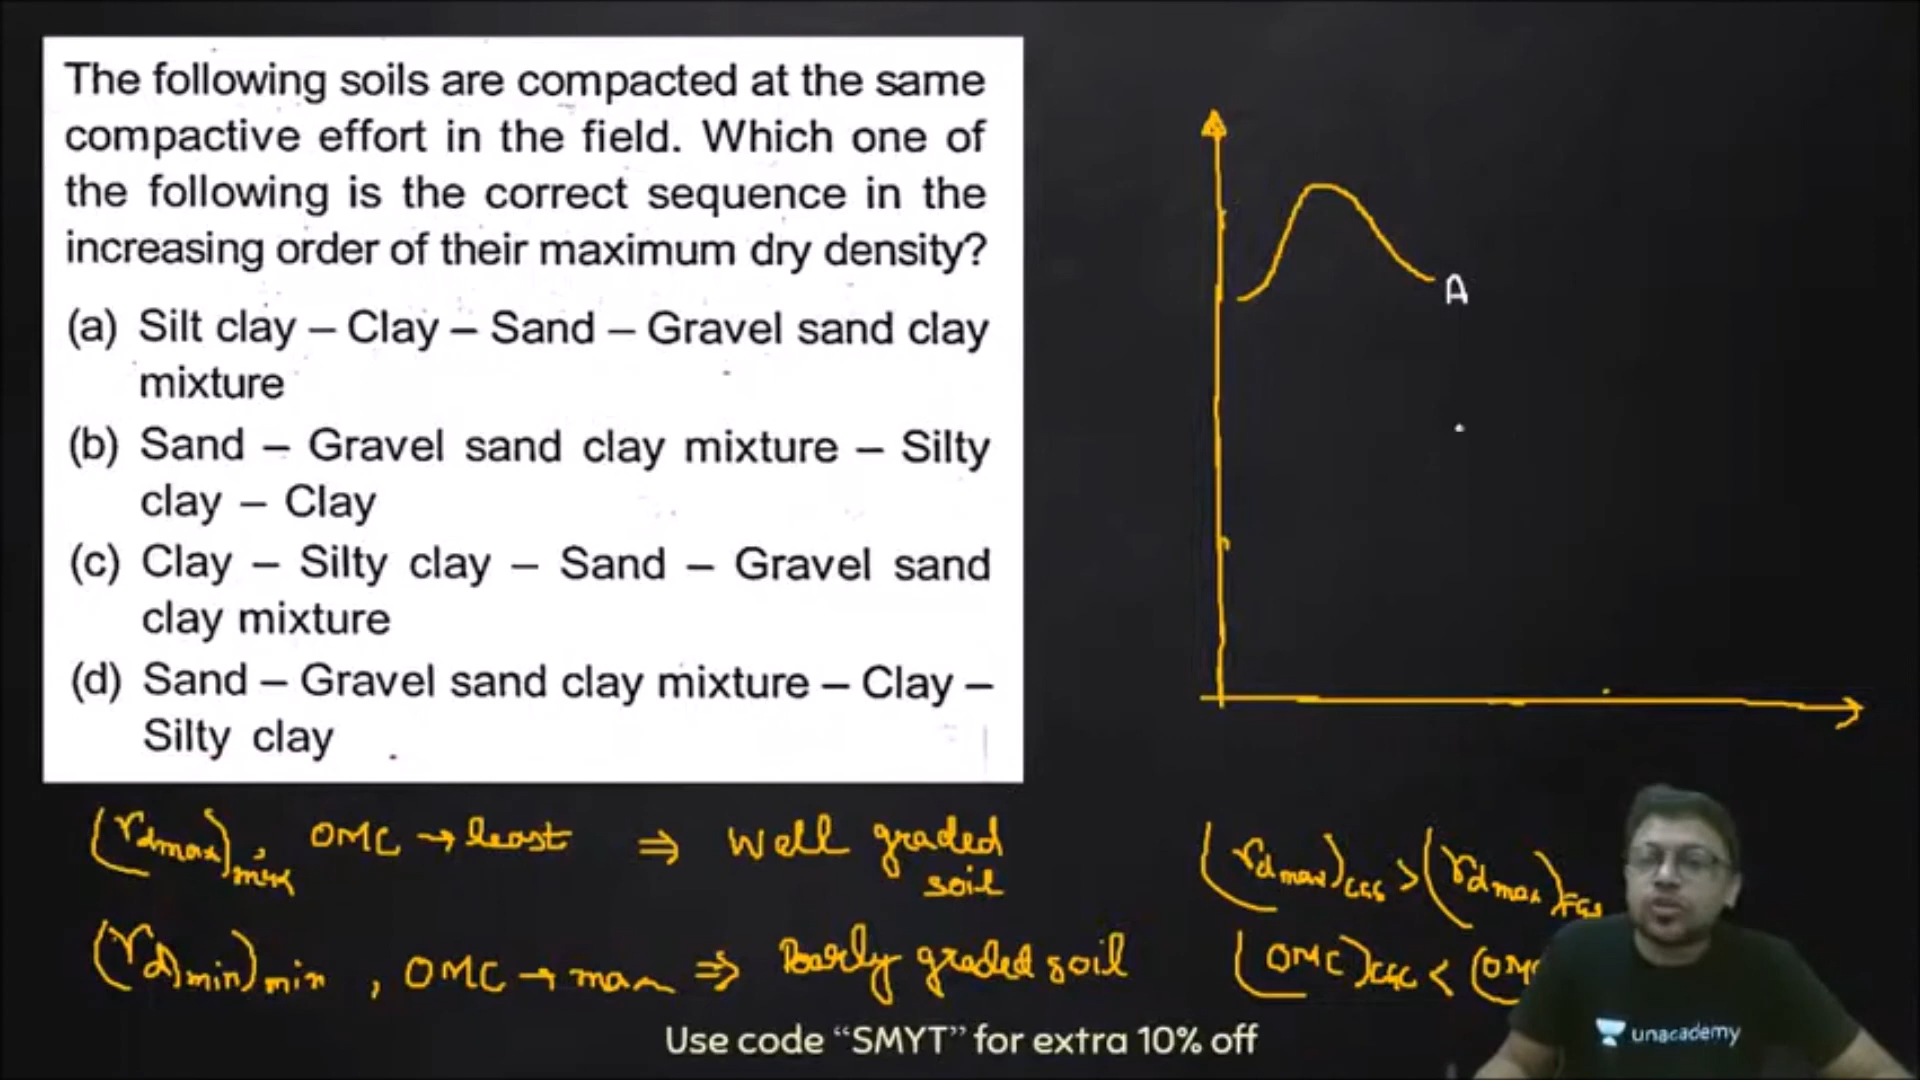 The following soils are compacted at the same
compactive effort in the field. Which one of
the following is the correct sequence in the
increasing order of their maximum dry density?
(a) Silt clay – Clay – Sand – Gravel sand clay
mixture
(b) Sand – Gravel sand clay mixture – Silty
clay – Clay
(c) Clay – Silty clay – Sand – Gravel sand
clay mixture
(d) Sand – Gravel sand clay mixture – Clay –
Silty clay
A
(γdmax) , OMC → least ⇒ Well graded
soil
(γd)min)min , OMC → max ⇒ Poorly graded soil
(γdmax)CGS > (γdmax)FGS
(OMC)CGS < (OMC
Use code “SMYT” for extra 10% off
unacademy